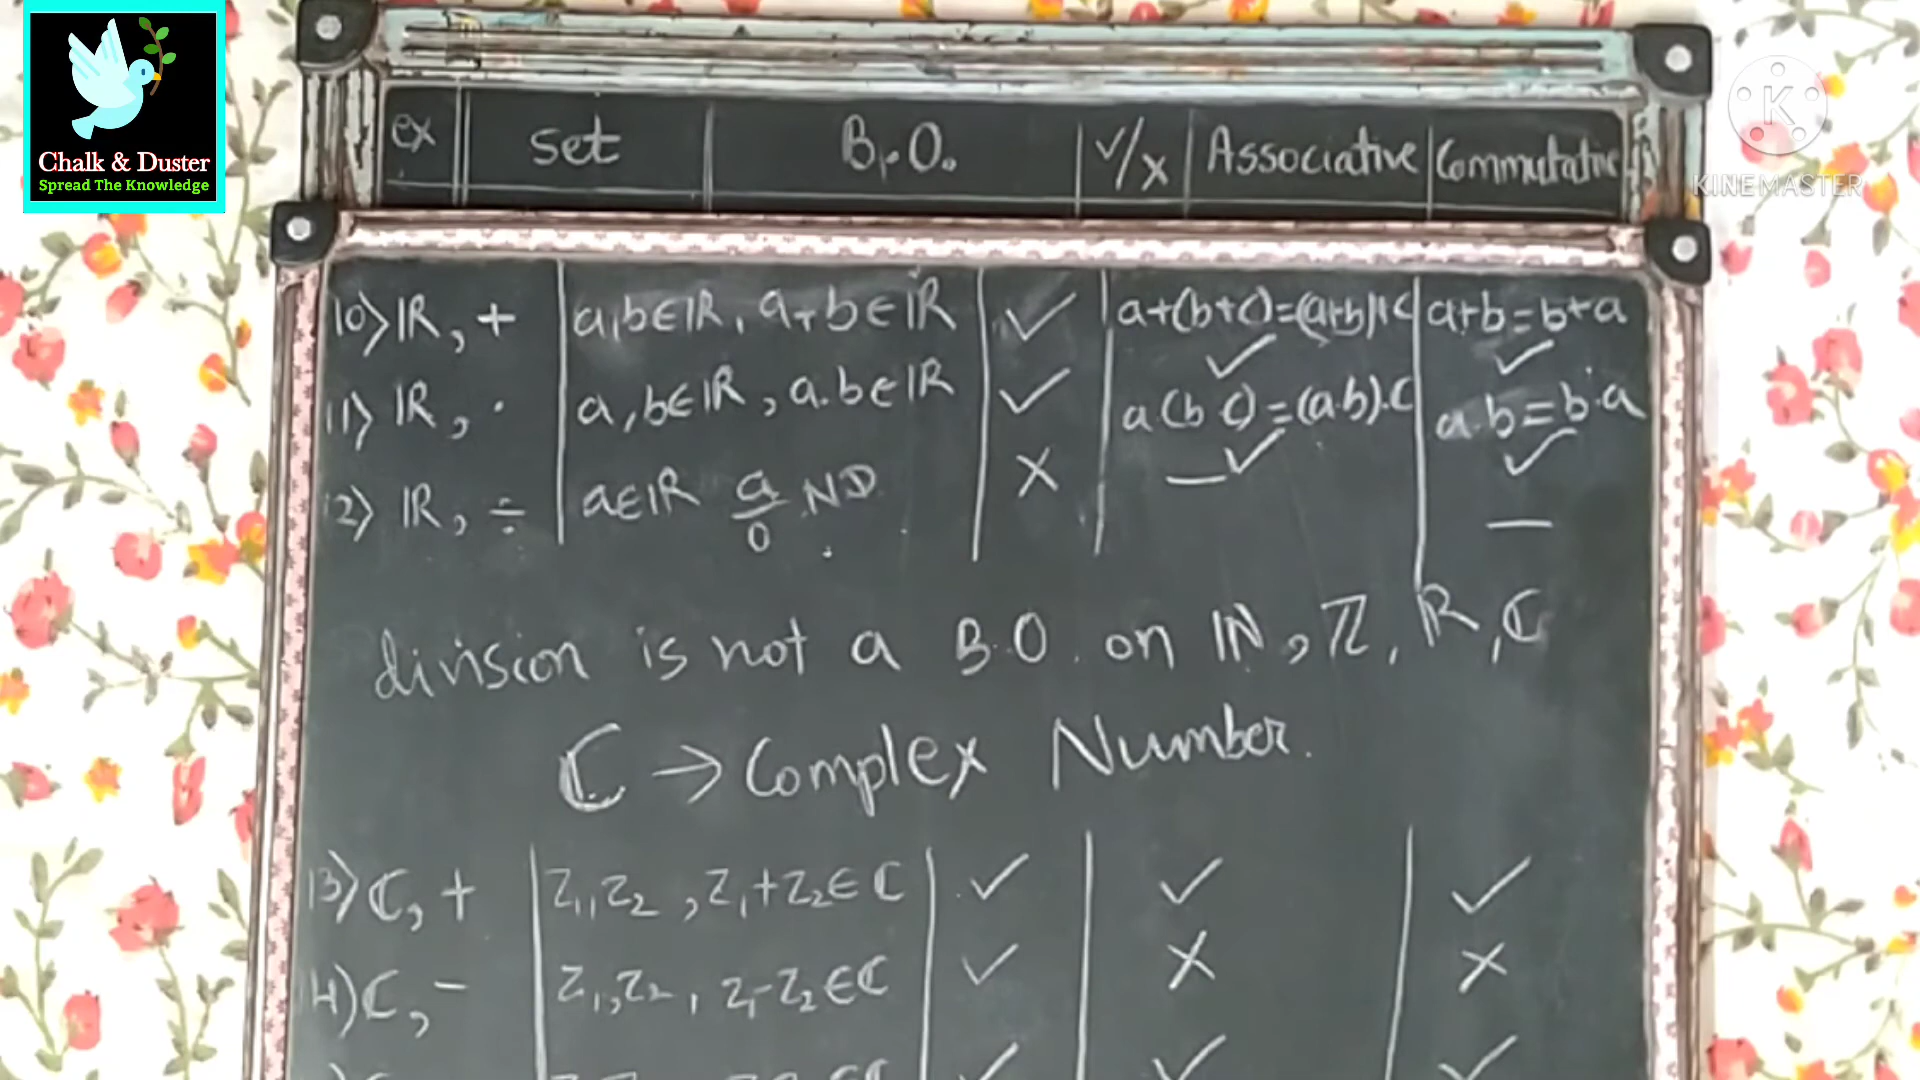 Chalk & Duster
Spread The Knowledge
KINEMASTER
ex set B.O. √/x Associative Commutative
10) ℝ, + a,b∈ℝ, a+b∈ℝ ✓ a+(b+c)=(a+b)+c ✓ a+b=b+a ✓
11) ℝ, · a,b∈ℝ, a.b∈ℝ ✓ a(b c)=(a.b).c ✓ a.b=b.a ✓
12) ℝ, ÷ a∈ℝ a/0 ND. X — —
division is not a B.O. on ℕ, ℤ, ℝ, ℂ
ℂ → Complex Number.
13) ℂ, + Z₁,Z₂, Z₁+Z₂∈ℂ ✓ ✓ ✓
14) ℂ, - Z₁,Z₂, Z₁-Z₂∈ℂ ✓ X X